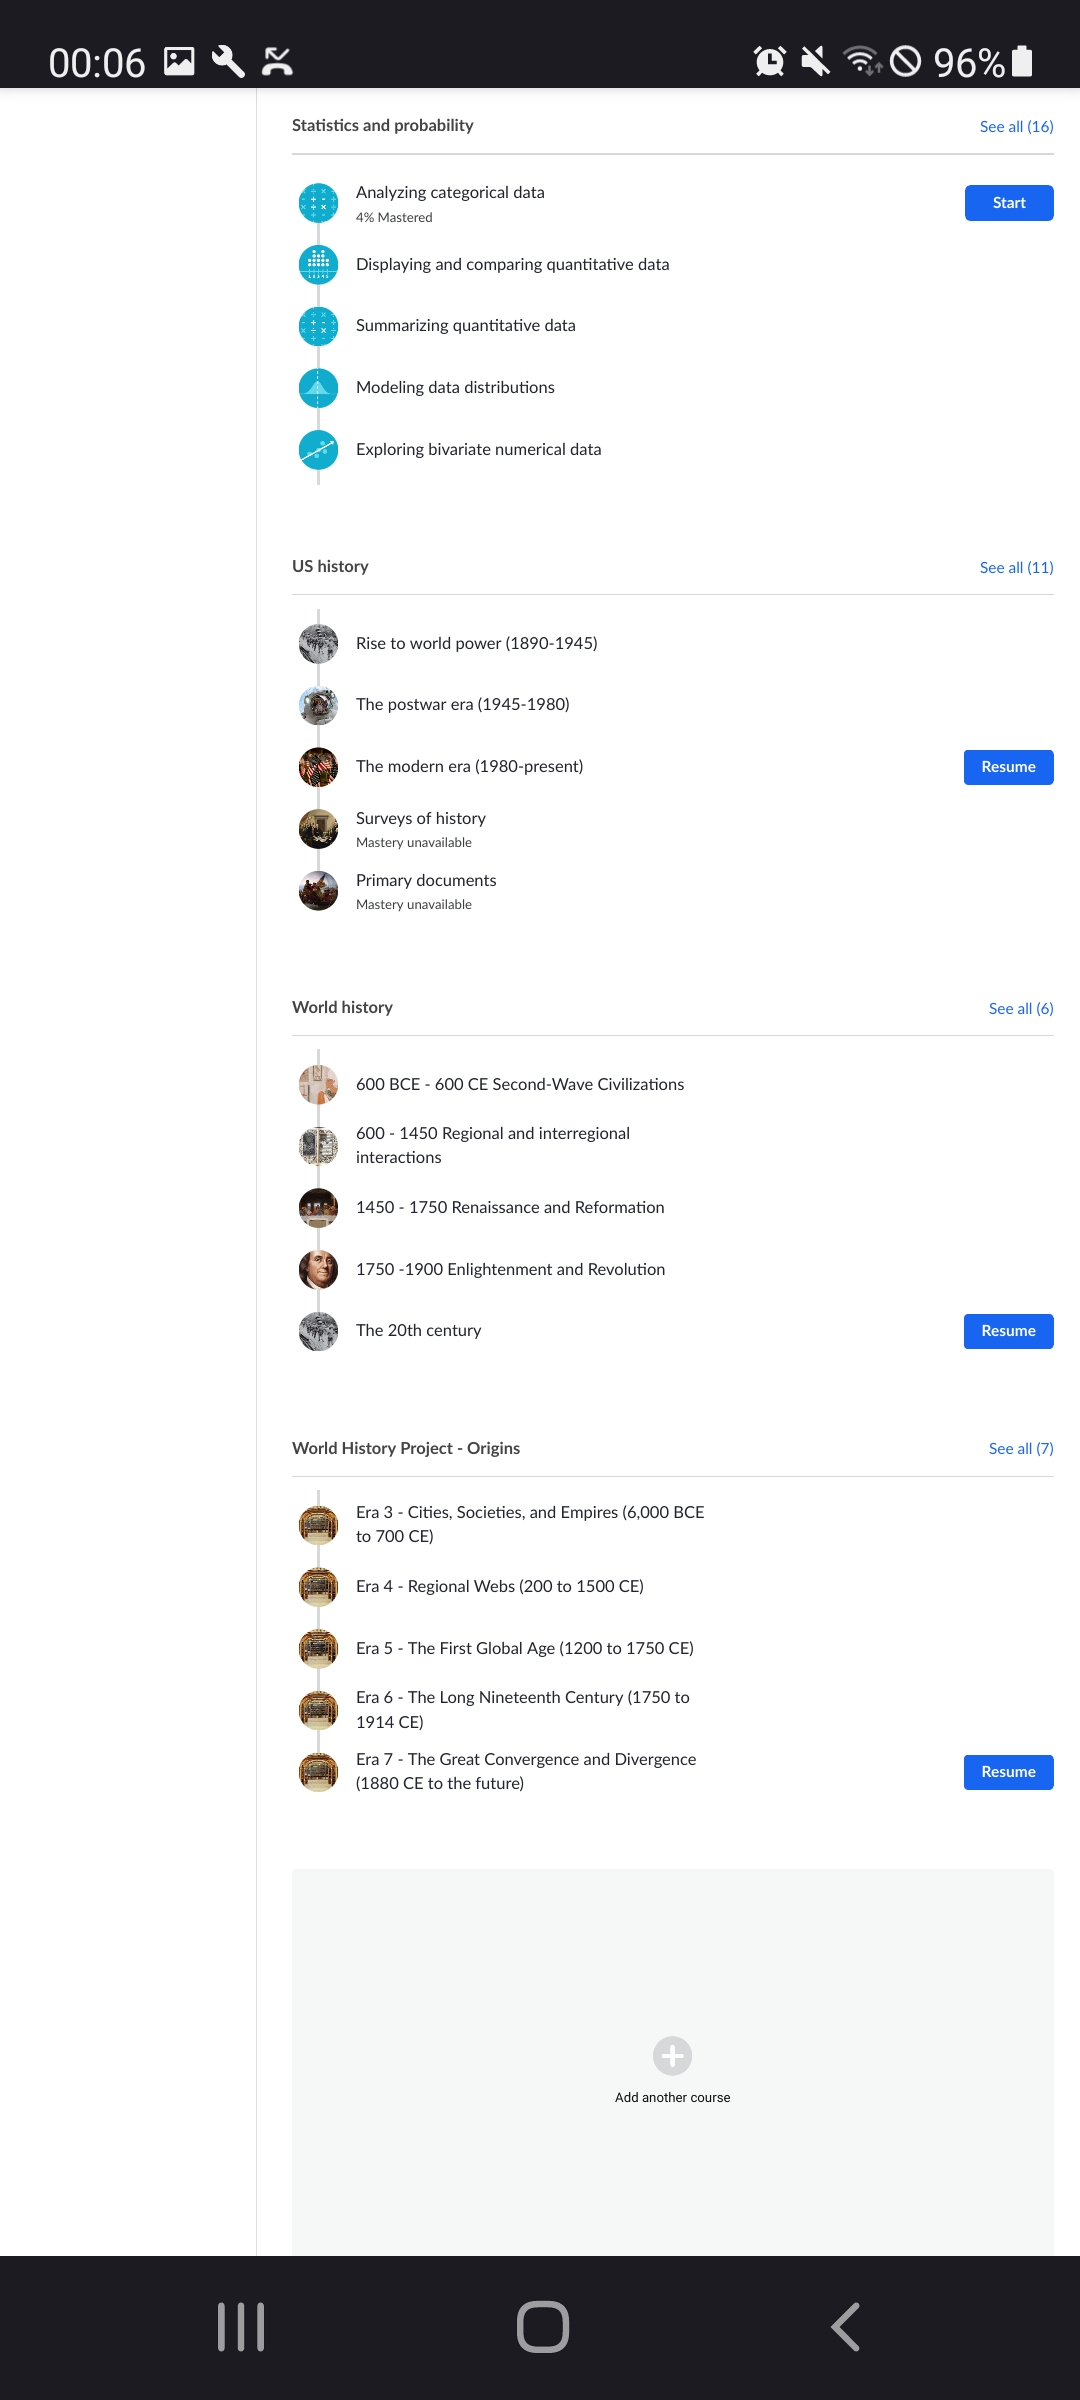 00:06
96%
Statistics and probability
See all (16)
Analyzing categorical data
4% Mastered
Start
Displaying and comparing quantitative data
Summarizing quantitative data
Modeling data distributions
Exploring bivariate numerical data
US history
See all (11)
Rise to world power (1890-1945)
The postwar era (1945-1980)
The modern era (1980-present)
Resume
Surveys of history
Mastery unavailable
Primary documents
Mastery unavailable
World history
See all (6)
600 BCE - 600 CE Second-Wave Civilizations
600 - 1450 Regional and interregional
interactions
1450 - 1750 Renaissance and Reformation
1750 -1900 Enlightenment and Revolution
The 20th century
Resume
World History Project - Origins
See all (7)
Era 3 - Cities, Societies, and Empires (6,000 BCE
to 700 CE)
Era 4 - Regional Webs (200 to 1500 CE)
Era 5 - The First Global Age (1200 to 1750 CE)
Era 6 - The Long Nineteenth Century (1750 to
1914 CE)
Era 7 - The Great Convergence and Divergence
(1880 CE to the future)
Resume
Add another course